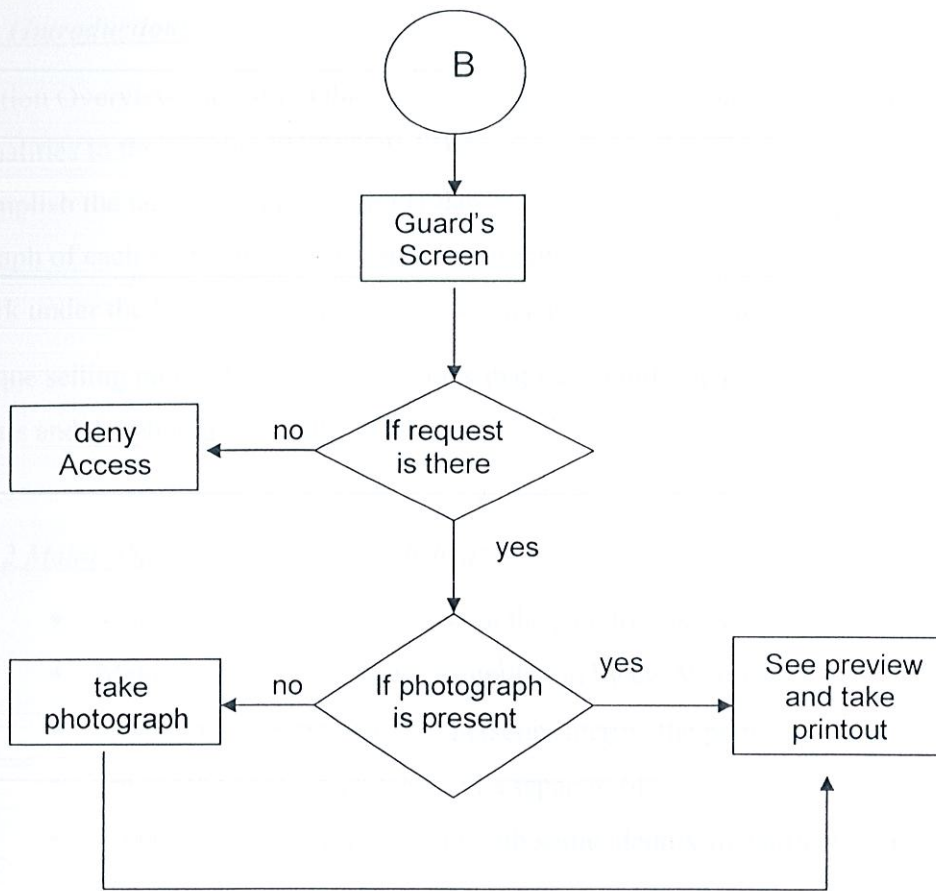 B
Guard's
Screen
If request
is there
no
deny
Access
yes
If photograph
is present
no
take
photograph
yes
See preview
and take
printout